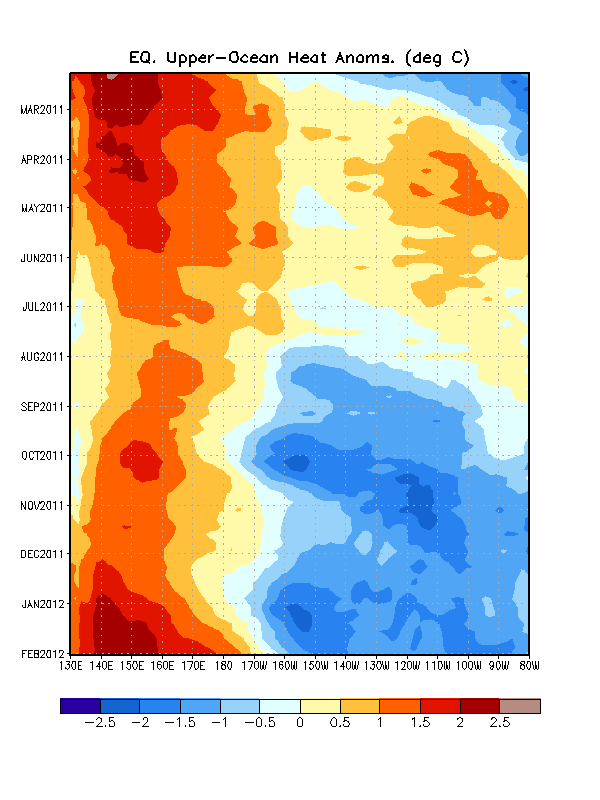 EQ. Upper-Ocean Heat Anoms. (deg C)
MAR2011
APR2011
MAY2011
JUN2011
JUL2011
AUG2011
SEP2011
OCT2011
NOV2011
DEC2011
JAN2012
FEB2012
130E 140E 150E 160E 170E 180 170W 160W 150W 140W 130W 120W 110W 100W 90W 80W
-2.5 -2 -1.5 -1 -0.5 0 0.5 1 1.5 2 2.5